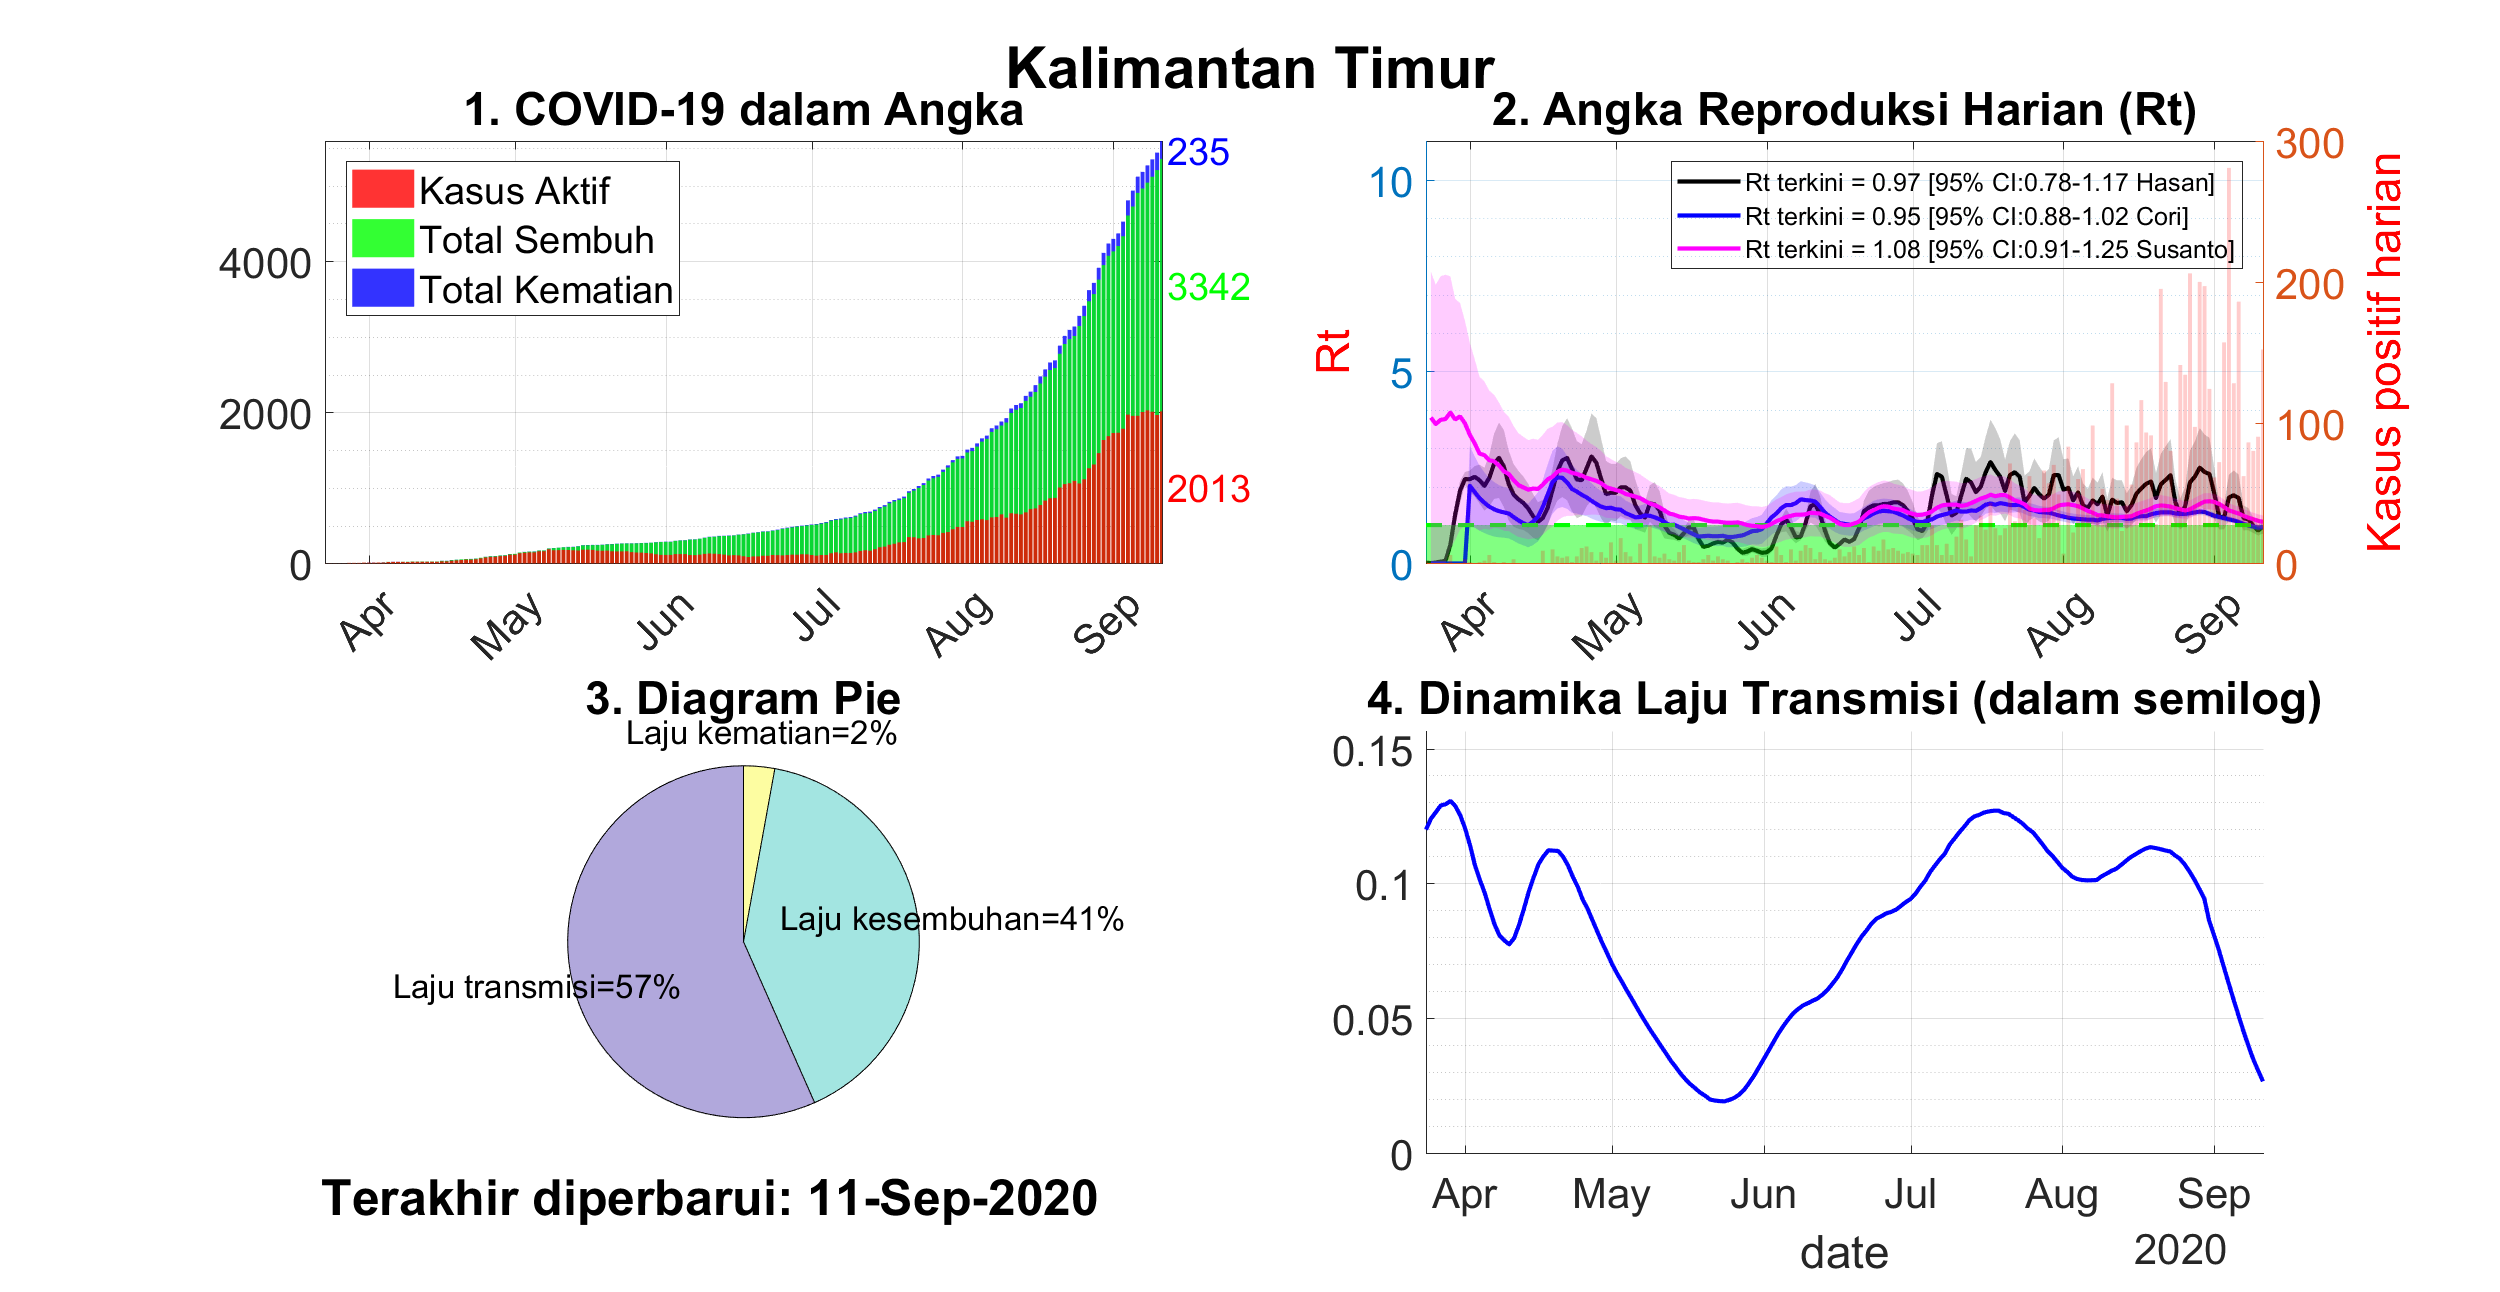 Kalimantan Timur
1. COVID-19 dalam Angka
235
3342
2013
4000
2000
0
Kasus Aktif
Total Sembuh
Total Kematian
Apr
May
Jun
Jul
Aug
Sep
2. Angka Reproduksi Harian (Rt)
Rt
10
5
0
Rt terkini = 0.97 [95% CI:0.78-1.17 Hasan]
Rt terkini = 0.95 [95% CI:0.88-1.02 Cori]
Rt terkini = 1.08 [95% CI:0.91-1.25 Susanto]
300
200
100
0
Kasus positif harian
Apr
May
Jun
Jul
Aug
Sep
3. Diagram Pie
Laju kematian=2%
Laju kesembuhan=41%
Laju transmisi=57%
Terakhir diperbarui: 11-Sep-2020
4. Dinamika Laju Transmisi (dalam semilog)
0.15
0.1
0.05
0
Apr
May
Jun
Jul
Aug
Sep
date
2020